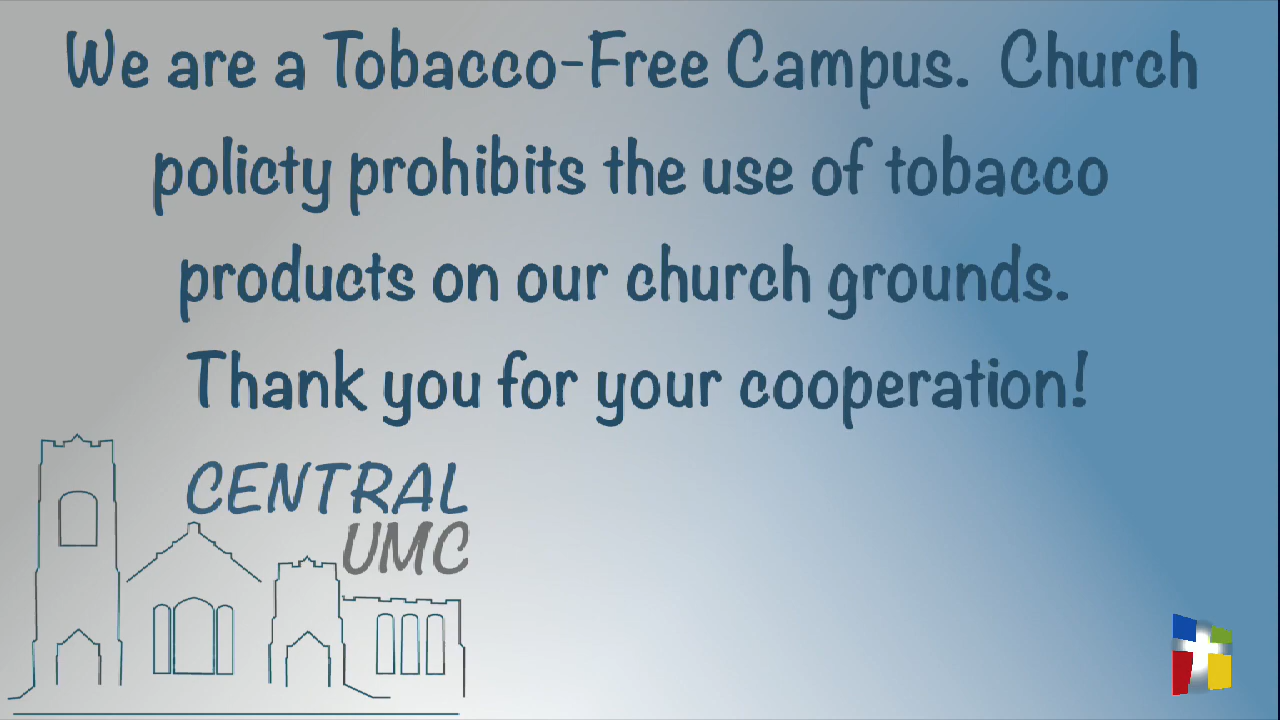 We are a Tobacco-Free Campus. Church
policty prohibits the use of tobacco
products on our church grounds.
Thank you for your cooperation!
CENTRAL
UMC